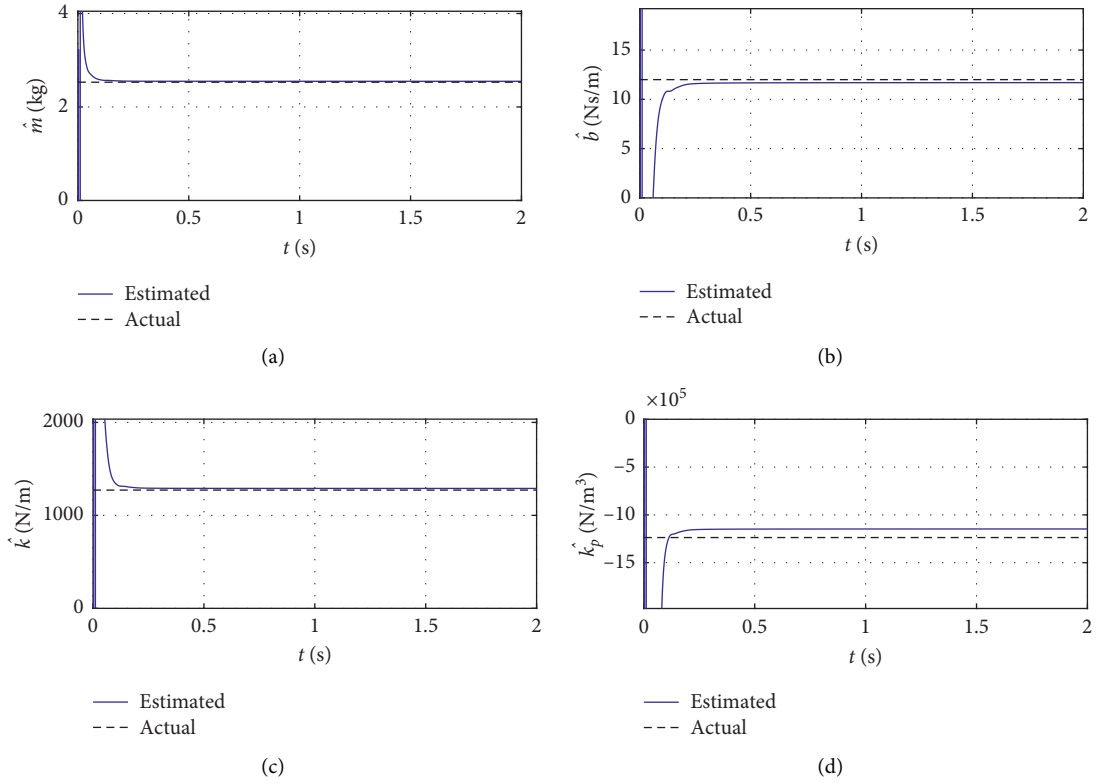 4
2
0
m̂ (kg)
0 0.5 1 1.5 2
t (s)
Estimated
Actual
(a)
15
10
5
0
b̂ (Ns/m)
0 0.5 1 1.5 2
t (s)
Estimated
Actual
(b)
2000
1000
0
k̂ (N/m)
0 0.5 1 1.5 2
t (s)
Estimated
Actual
(c)
×10⁵
0
−5
−10
−15
k̂ₚ (N/m³)
0 0.5 1 1.5 2
t (s)
Estimated
Actual
(d)